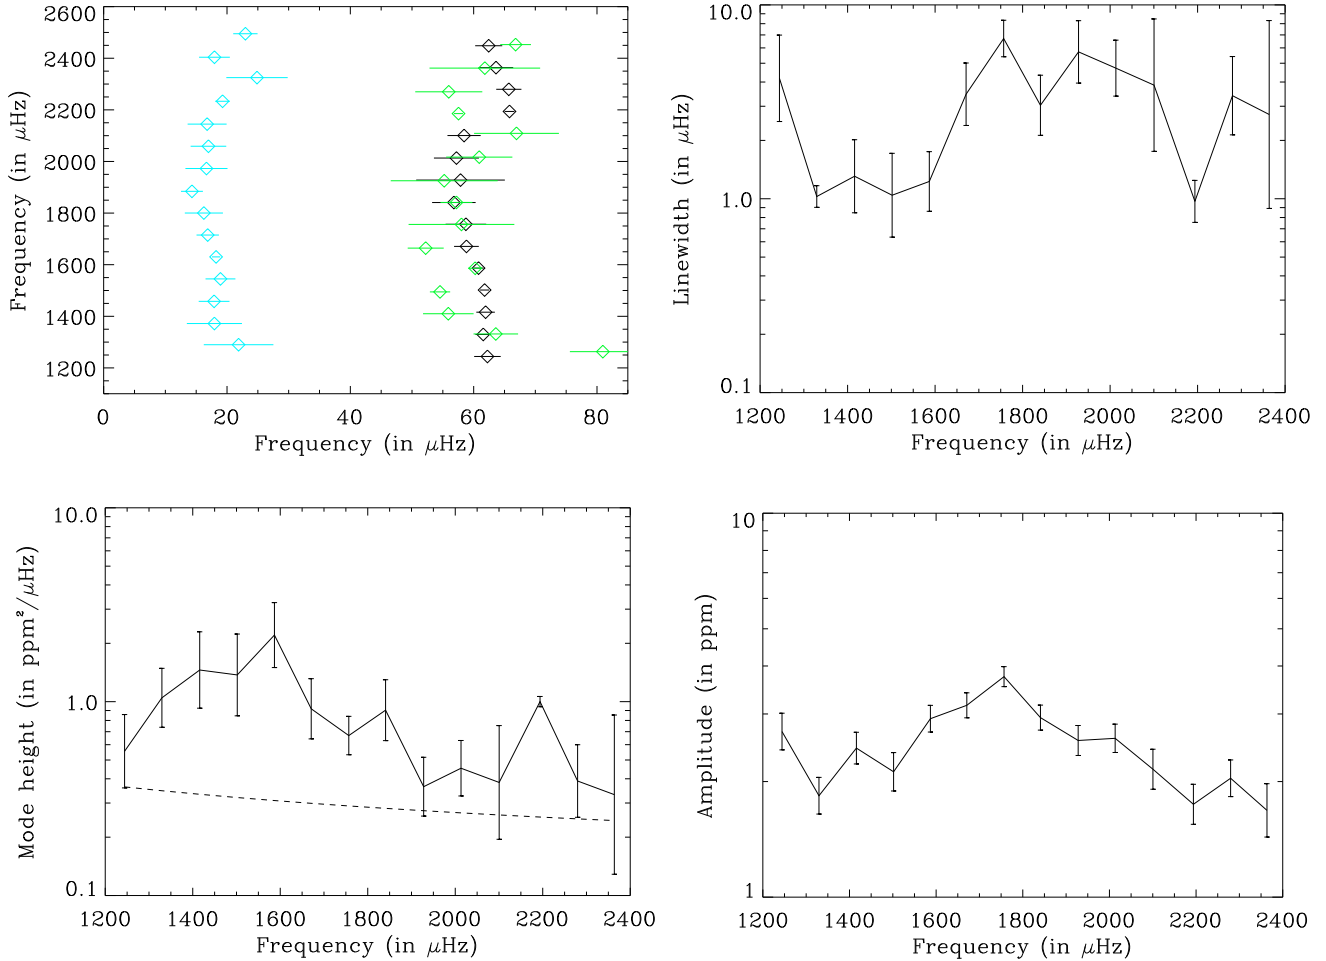 2600
2400
2200
2000
1800
1600
1400
1200
Frequency (in μHz)
0 20 40 60 80
Frequency (in μHz)
10.0
1.0
0.1
Linewidth (in μHz)
1200 1400 1600 1800 2000 2200 2400
Frequency (in μHz)
10.0
1.0
0.1
Mode height (in ppm²/μHz)
1200 1400 1600 1800 2000 2200 2400
Frequency (in μHz)
10
1
Amplitude (in ppm)
1200 1400 1600 1800 2000 2200 2400
Frequency (in μHz)